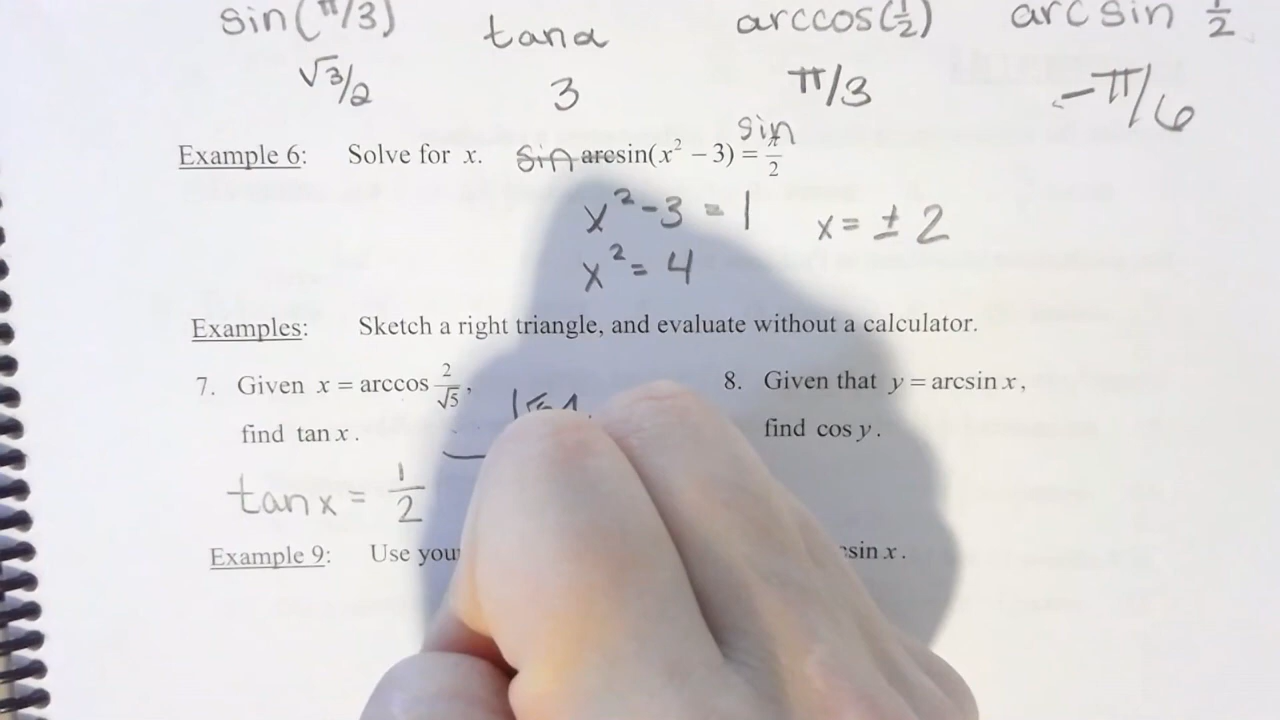 sin(π/3) tanα arccos(1/2) arcsin 1/2
√3/2 3 π/3 -π/6
sin
Example 6: Solve for x. sin arcsin(x² − 3) = π/2
x² - 3 = 1 x = ± 2
x² = 4
Examples: Sketch a right triangle, and evaluate without a calculator.
7. Given x = arccos 2/√5, 8. Given that y = arcsin x,
find tan x. find cos y.
tan x = 1/2
Example 9: Use sin x.